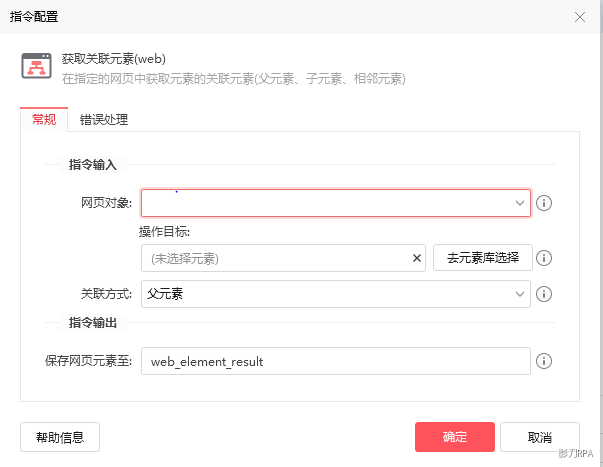 指令配置
获取关联元素(web)
在指定的网页中获取元素的关联元素(父元素、子元素、相邻元素)
常规 错误处理
指令输入
网页对象:
操作目标:
(未选择元素) 去元素库选择
关联方式: 父元素
指令输出
保存网页元素至: web_element_result
帮助信息 确定 取消
影刀RPA